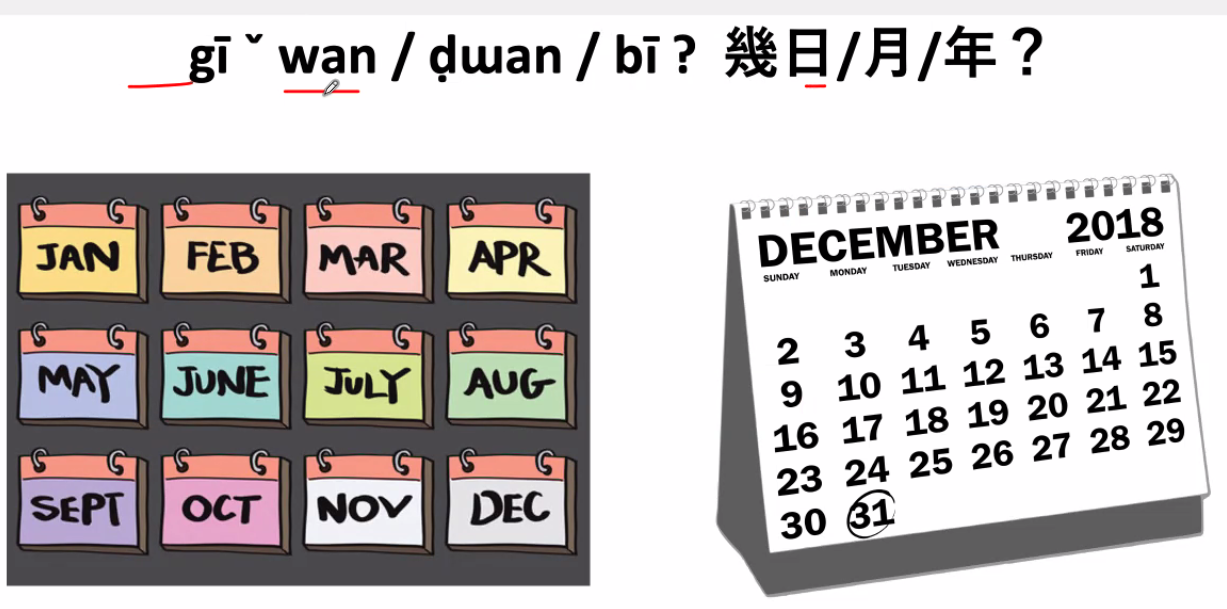 gī ˇ wan / ḍɯan / bī ? 幾日/月/年？
JAN FEB MAR APR
MAY JUNE JULY AUG
SEPT OCT NOV DEC
DECEMBER 2018
SUNDAY MONDAY TUESDAY WEDNESDAY THURSDAY FRIDAY SATURDAY
1
2 3 4 5 6 7 8
9 10 11 12 13 14 15
16 17 18 19 20 21 22
23 24 25 26 27 28 29
30 31